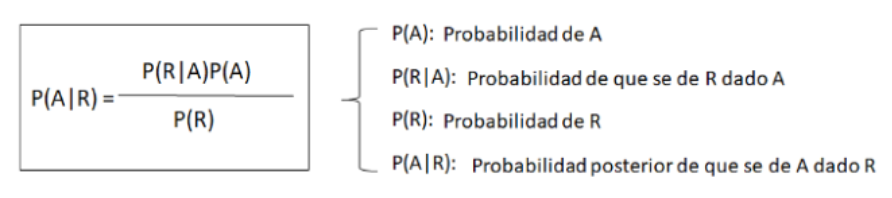 P(A|R) = P(R|A)P(A)
P(R)
P(A): Probabilidad de A
P(R|A): Probabilidad de que se de R dado A
P(R): Probabilidad de R
P(A|R): Probabilidad posterior de que se de A dado R